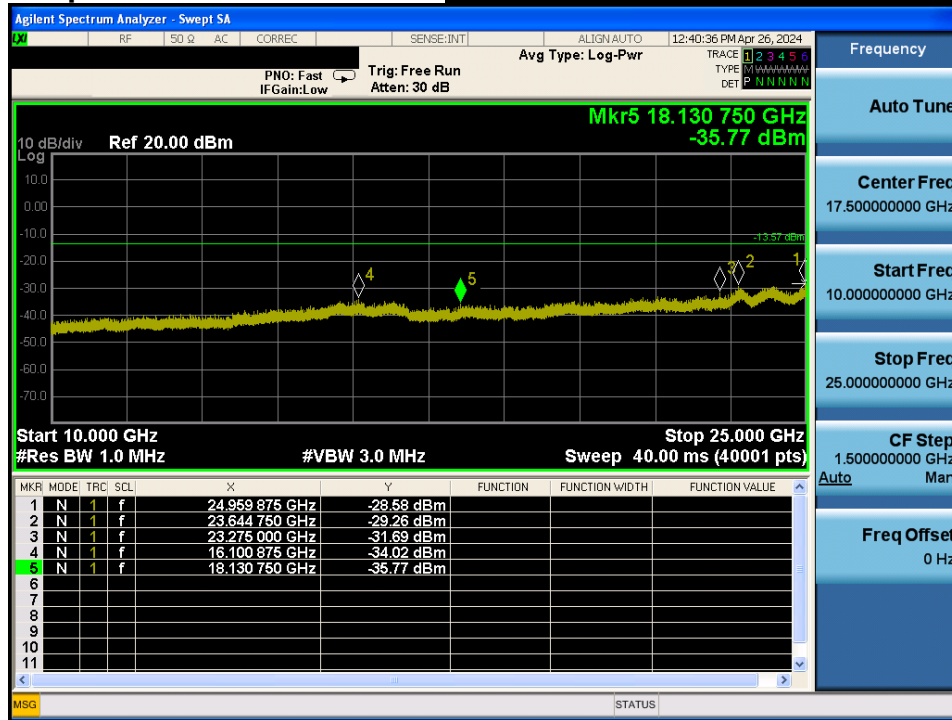 Agilent Spectrum Analyzer - Swept SA
LXI RF 50 Ω AC CORREC SENSE:INT ALIGN AUTO 12:40:36 PM Apr 26, 2024
PNO: Fast
IFGain:Low
Trig: Free Run
Atten: 30 dB
Avg Type: Log-Pwr
TRACE 1 2 3 4 5 6
TYPE M WWWWW
DET P N N N N N
Mkr5 18.130 750 GHz
-35.77 dBm
10 dB/div Ref 20.00 dBm
Log
10.0
0.00
-10.0
-13.57 dBm
-20.0
-30.0
-40.0
-50.0
-60.0
-70.0
4
5
3
2
1
Start 10.000 GHz Stop 25.000 GHz
#Res BW 1.0 MHz #VBW 3.0 MHz Sweep 40.00 ms (40001 pts)
MKR MODE TRC SCL X Y FUNCTION FUNCTION WIDTH FUNCTION VALUE
1 N 1 f 24.959 875 GHz -28.58 dBm
2 N 1 f 23.644 750 GHz -29.26 dBm
3 N 1 f 23.275 000 GHz -31.69 dBm
4 N 1 f 16.100 875 GHz -34.02 dBm
5 N 1 f 18.130 750 GHz -35.77 dBm
6
7
8
9
10
11
MSG STATUS
Frequency
Auto Tune
Center Freq
17.500000000 GHz
Start Freq
10.000000000 GHz
Stop Freq
25.000000000 GHz
CF Step
1.500000000 GHz
Auto Man
Freq Offset
0 Hz